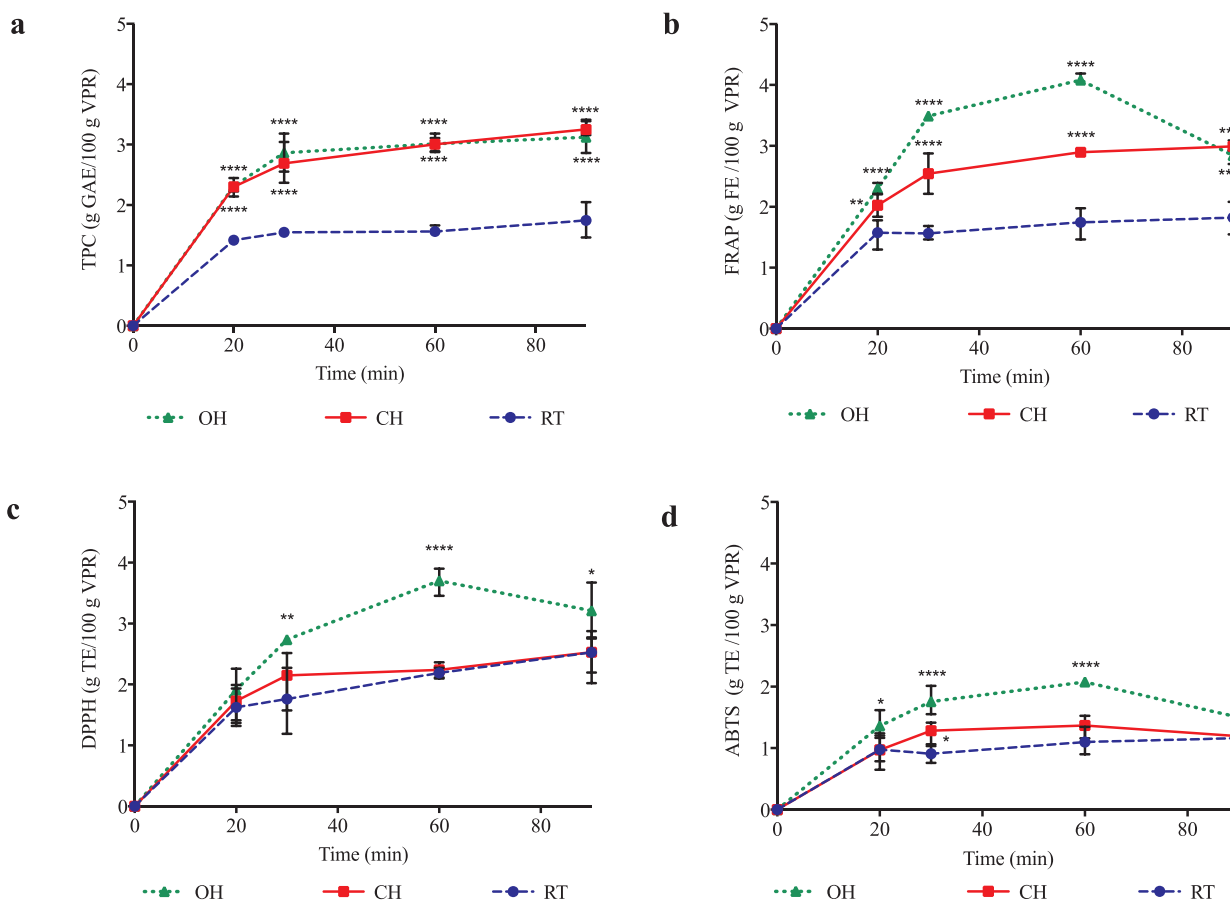 a
5
4
3
2
1
0
TPC (g GAE/100 g VPR)
****
****
****
****
****
****
****
****
0
20
40
60
80
Time (min)
OH
CH
RT
b
5
4
3
2
1
0
FRAP (g FE /100 g VPR)
****
**
****
****
****
****
0
20
40
60
80
Time (min)
OH
CH
RT
c
5
4
3
2
1
0
DPPH (g TE/100 g VPR)
**
****
*
0
20
40
60
80
Time (min)
OH
CH
RT
d
5
4
3
2
1
0
ABTS (g TE /100 g VPR)
*
****
*
****
0
20
40
60
80
Time (min)
OH
CH
RT